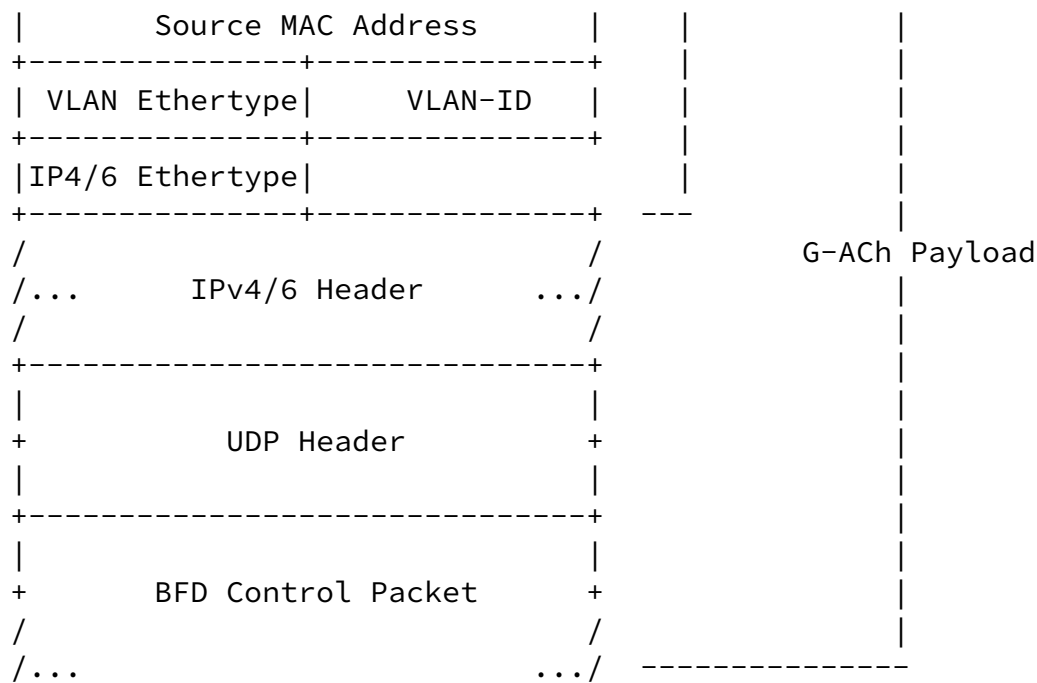 |       Source MAC Address      |    |           |
+---------------+---------------+    |           |
| VLAN Ethertype|     VLAN-ID   |    |           |
+---------------+---------------+    |           |
|IP4/6 Ethertype|                    |           |
+---------------+---------------+  ---           |
/                               /          G-ACh Payload
/...      IPv4/6 Header      .../                |
/                               /                |
+-------------------------------+                |
|                               |                |
+           UDP Header          +                |
|                               |                |
+-------------------------------+                |
|                               |                |
+       BFD Control Packet      +                |
/                               /                |
/...                         .../  ---------------